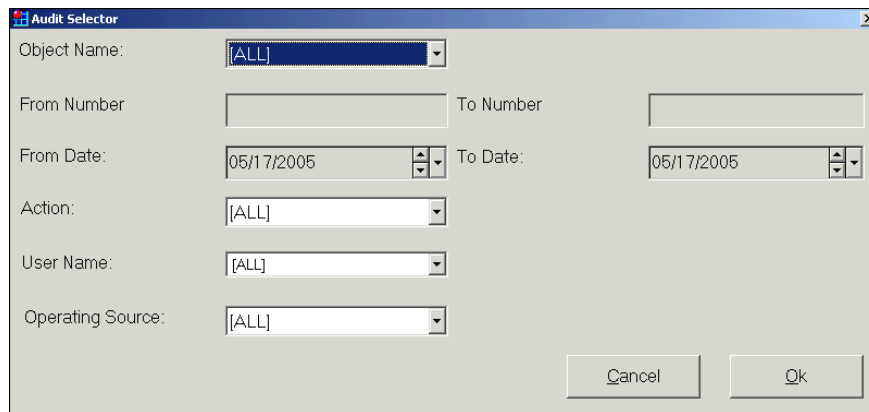 Audit Selector
Object Name: [ALL]
From Number To Number
From Date: 05/17/2005 To Date: 05/17/2005
Action: [ALL]
User Name: [ALL]
Operating Source: [ALL]
Cancel Ok